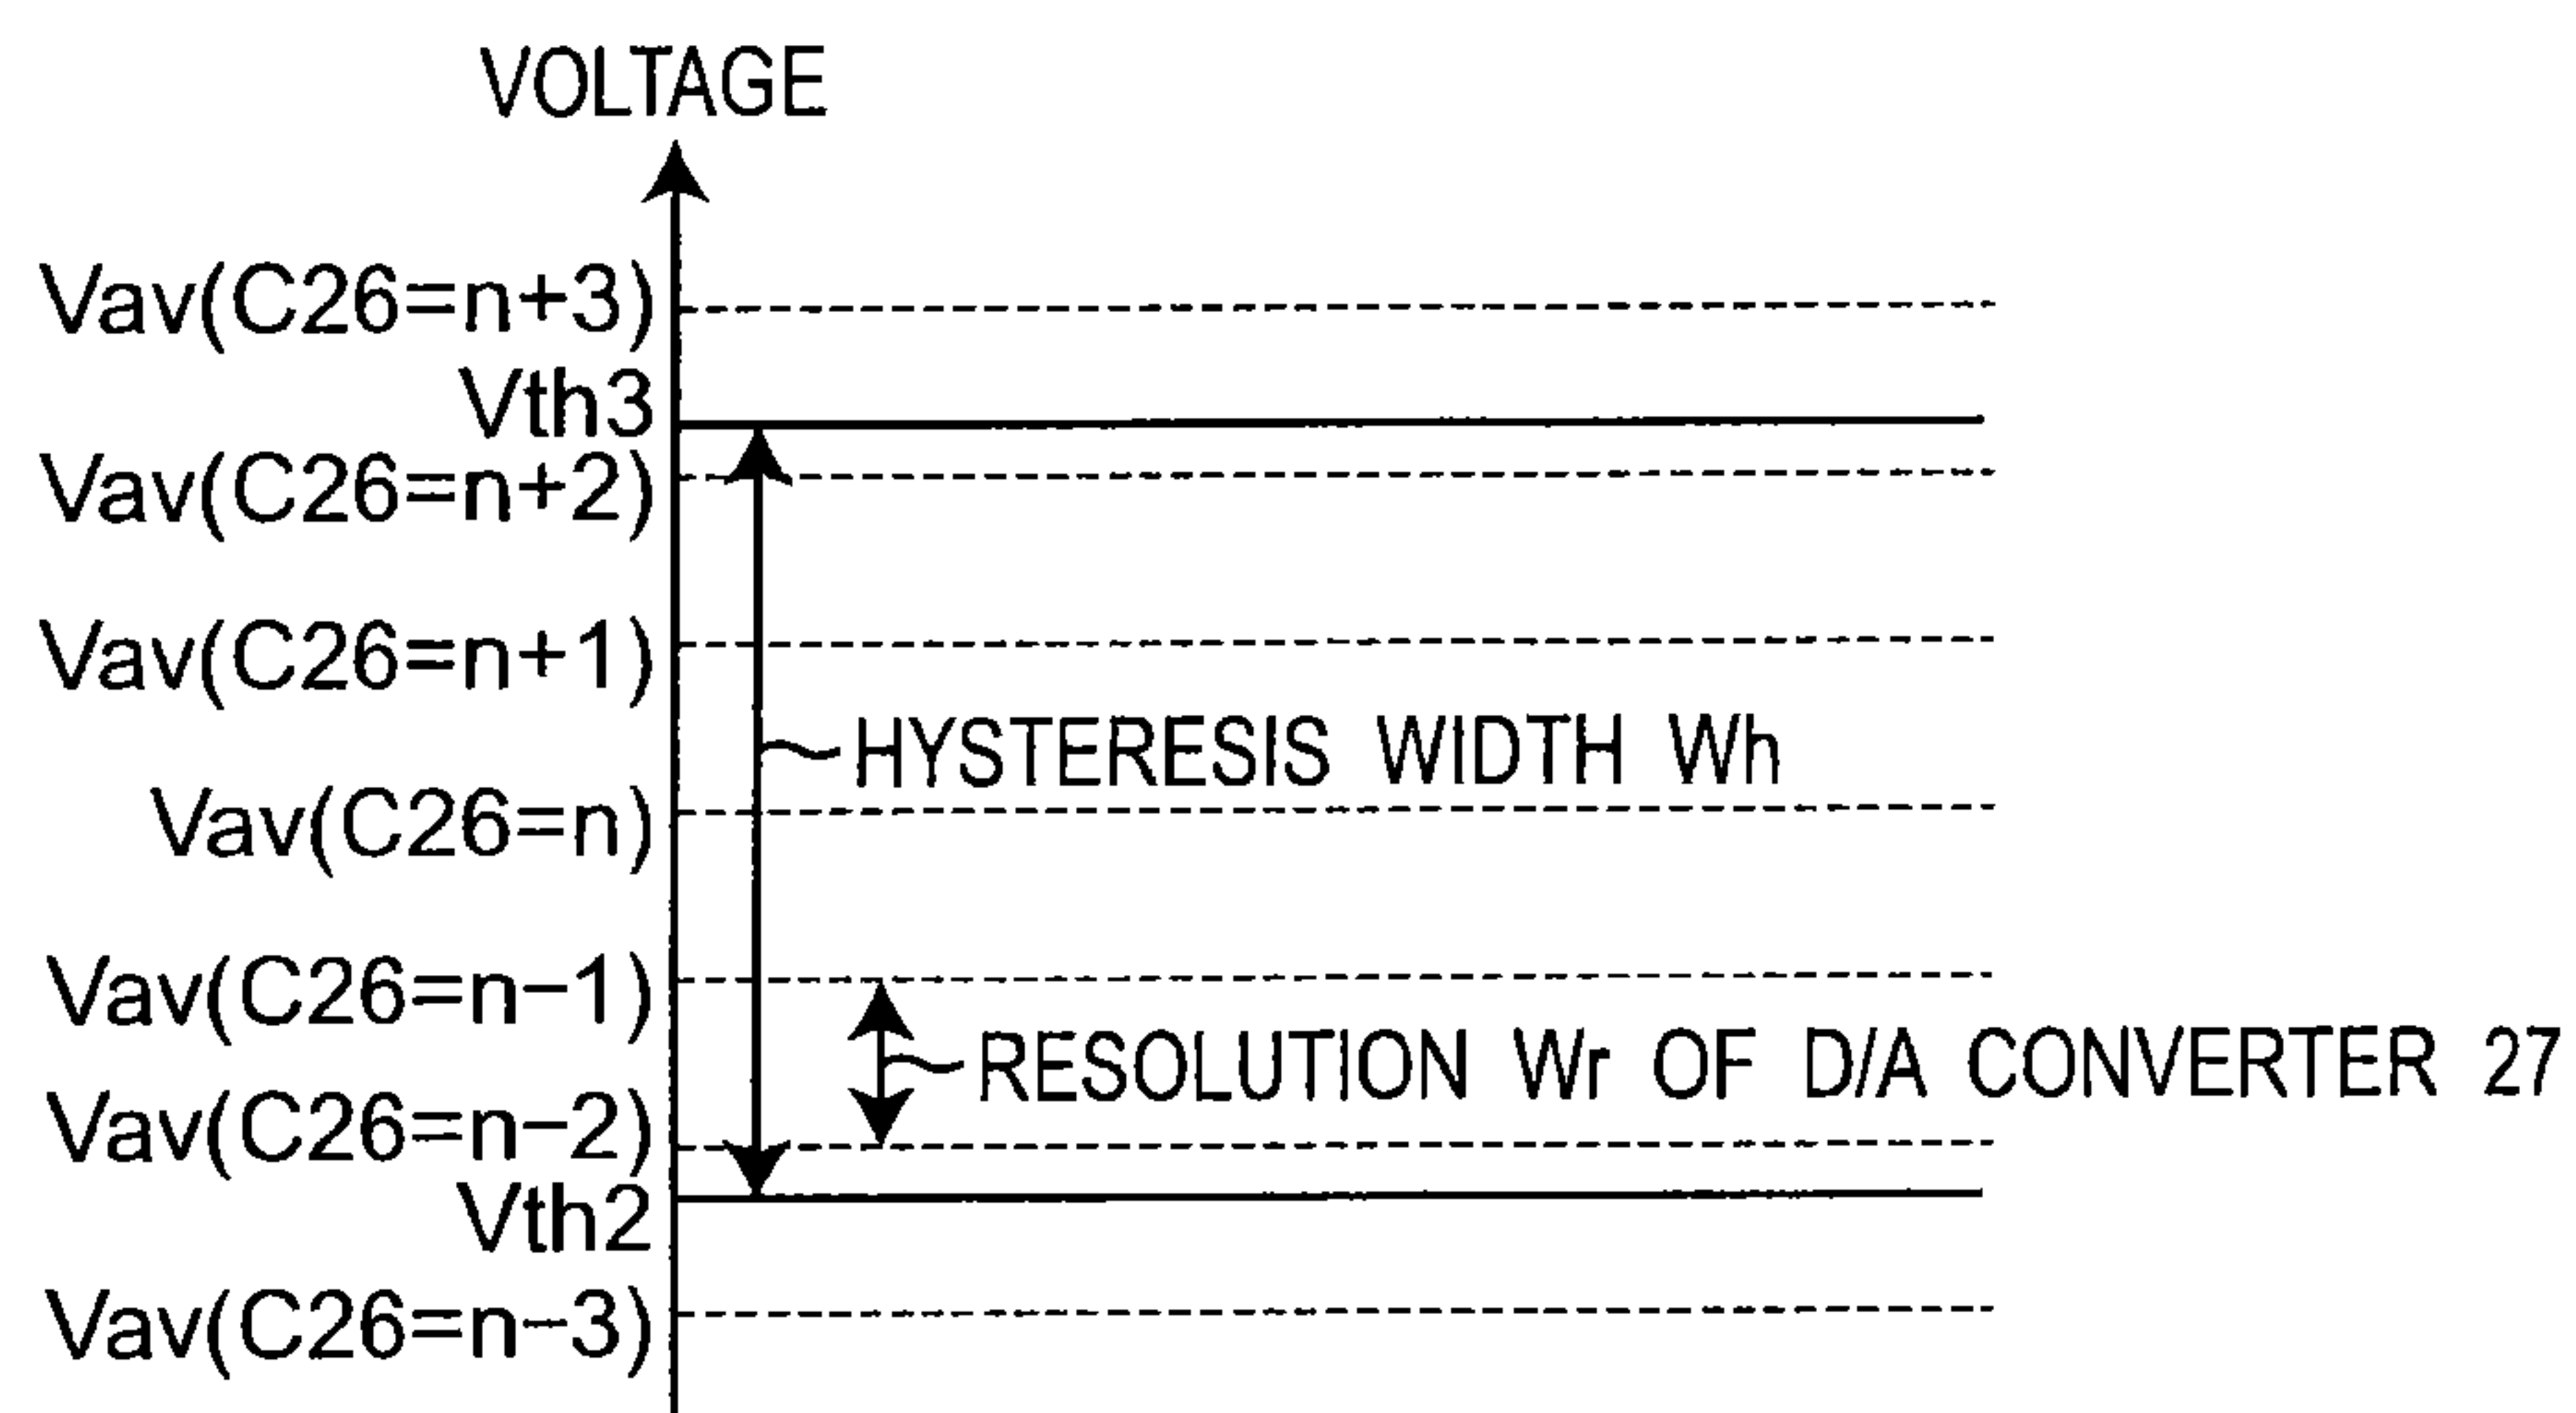 VOLTAGE
Vav(C26=n+3)
Vth3
Vav(C26=n+2)
Vav(C26=n+1)
HYSTERESIS WIDTH Wh
Vav(C26=n)
Vav(C26=n−1)
RESOLUTION Wr OF D/A CONVERTER 27
Vav(C26=n−2)
Vth2
Vav(C26=n−3)